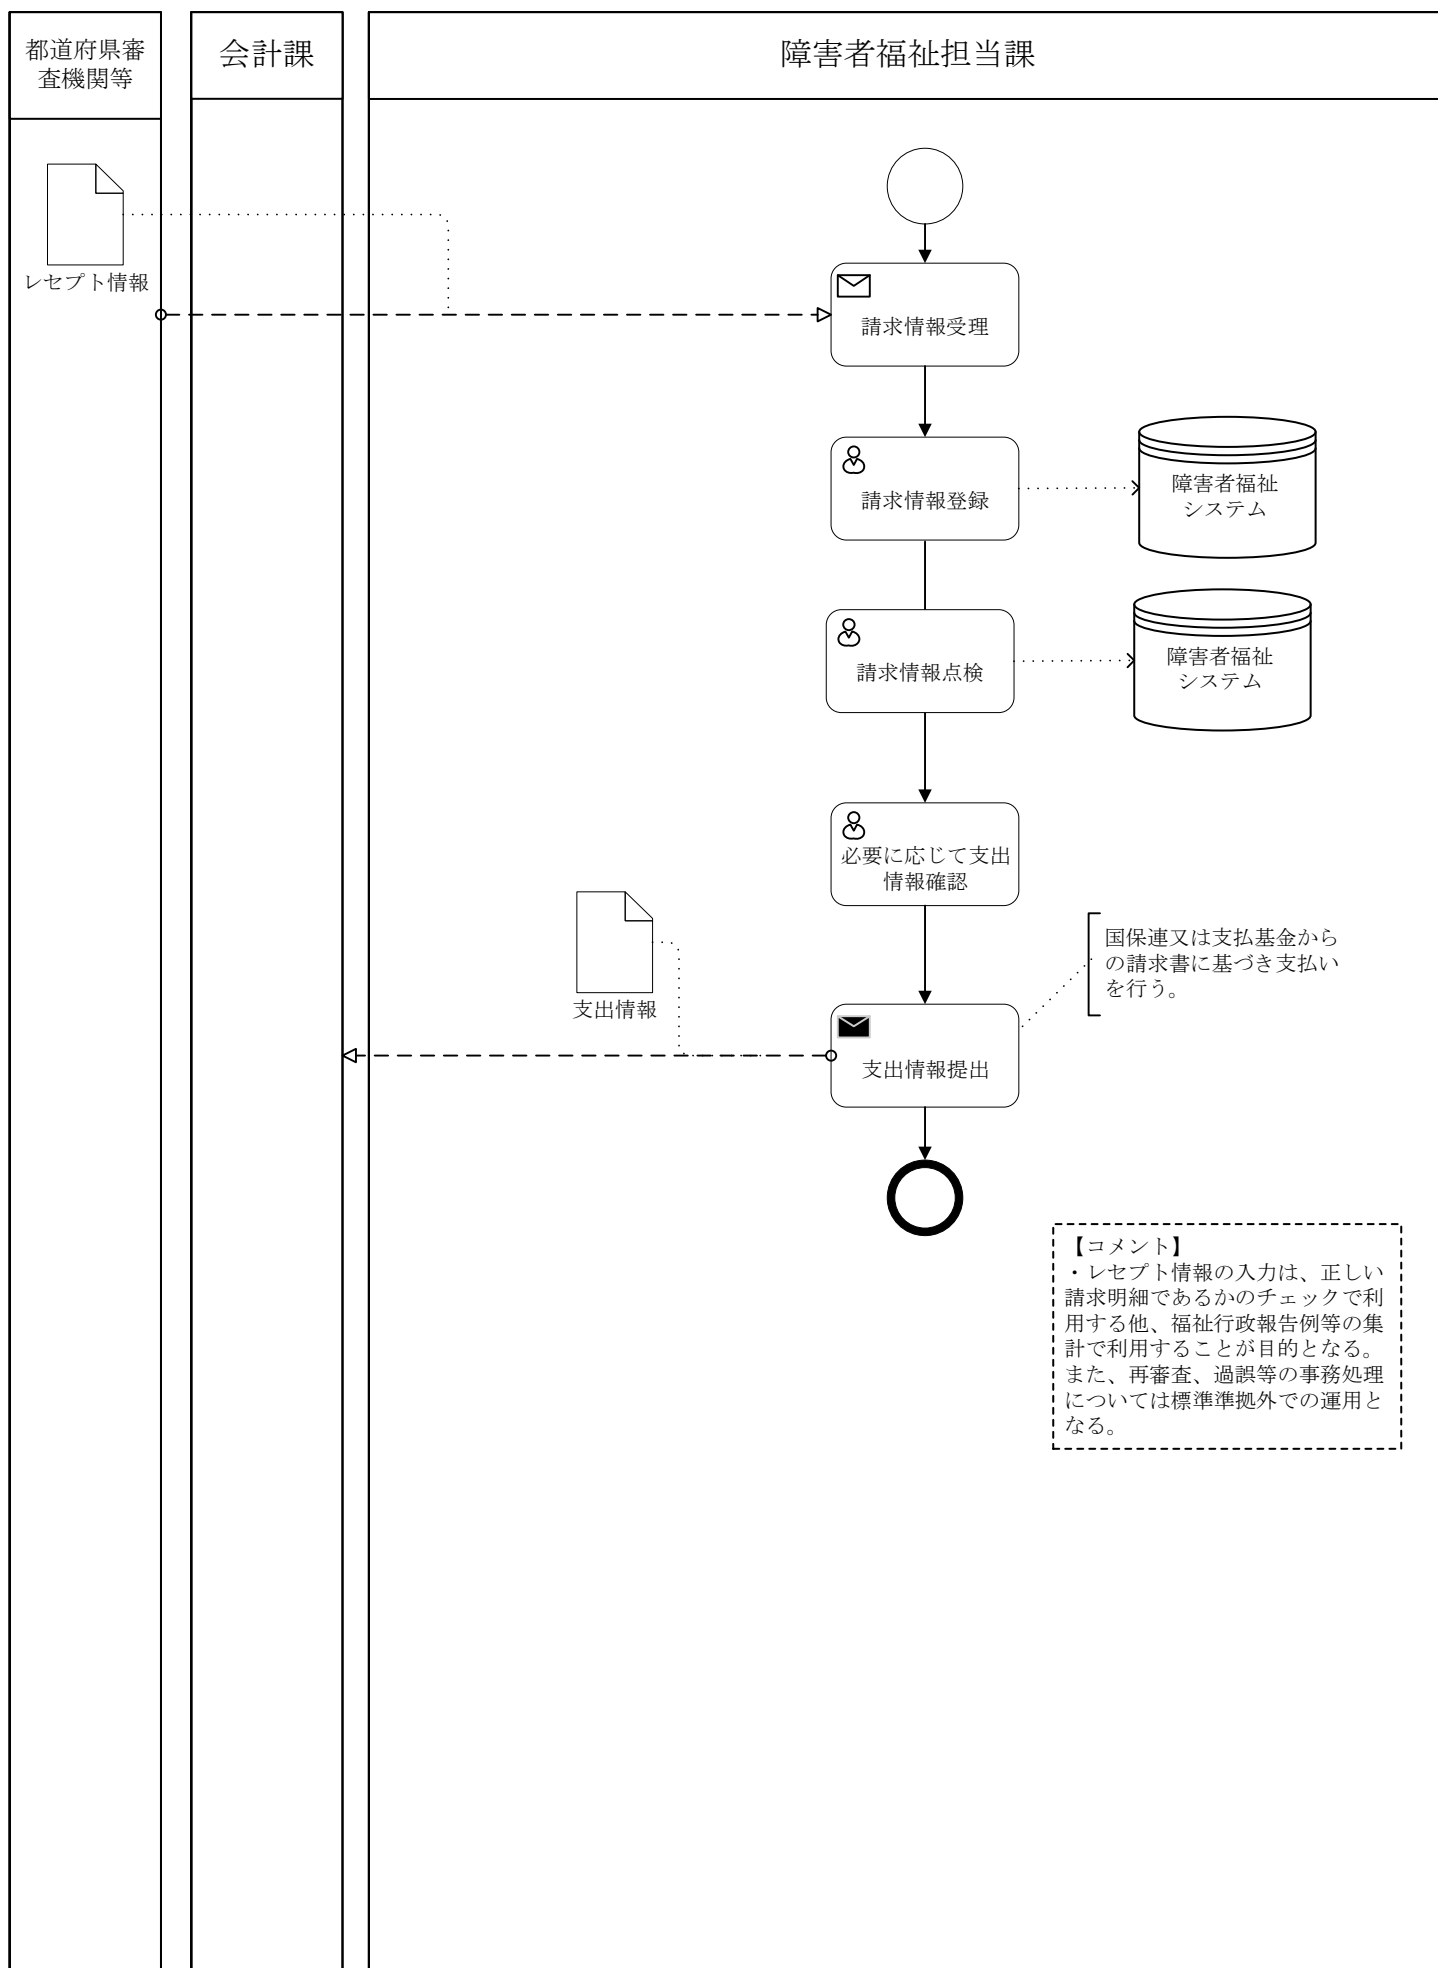 都道府県審
査機関等
会計課
障害者福祉担当課
レセプト情報
請求情報受理
請求情報登録
障害者福祉
システム
請求情報点検
障害者福祉
システム
必要に応じて支出
情報確認
支出情報
国保連又は支払基金から
の請求書に基づき支払い
を行う。
支出情報提出
【コメント】
・レセプト情報の入力は、正しい
請求明細であるかのチェックで利
用する他、福祉行政報告例等の集
計で利用することが目的となる。
また、再審査、過誤等の事務処理
については標準準拠外での運用と
なる。